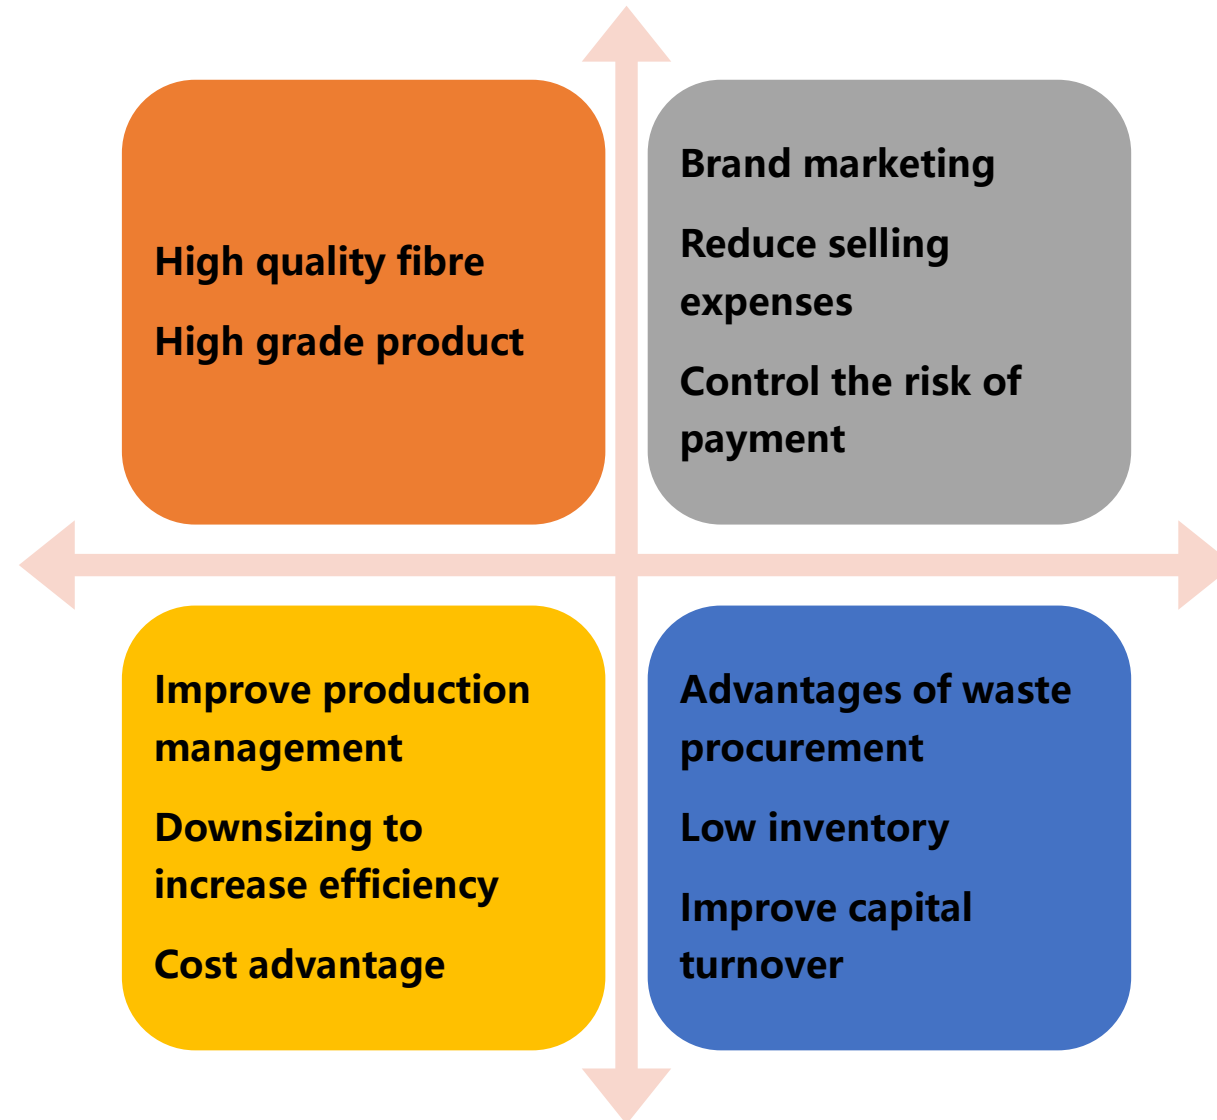 High quality fibre
High grade product
Brand marketing
Reduce selling
expenses
Control the risk of
payment
Improve production
management
Downsizing to
increase efficiency
Cost advantage
Advantages of waste
procurement
Low inventory
Improve capital
turnover